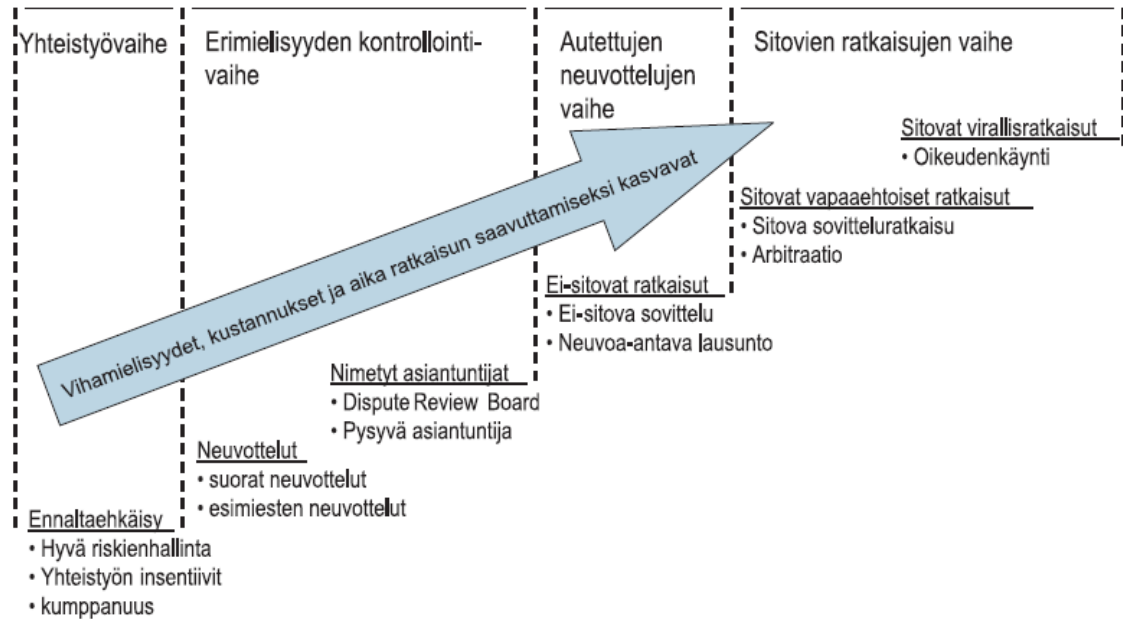 Yhteistyövaihe
Erimielisyyden kontrollointi-
vaihe
Autettujen
neuvottelujen
vaihe
Sitovien ratkaisujen vaihe
Vihamielisyydet, kustannukset ja aika ratkaisun saavuttamiseksi kasvavat
Ennaltaehkäisy
• Hyvä riskienhallinta
• Yhteistyön insentiivit
• kumppanuus
Neuvottelut
• suorat neuvottelut
• esimiesten neuvottelut
Nimetyt asiantuntijat
• Dispute Review Board
• Pysyvä asiantuntija
Ei-sitovat ratkaisut
• Ei-sitova sovittelu
• Neuvoa-antava lausunto
Sitovat vapaaehtoiset ratkaisut
• Sitova sovitteluratkaisu
• Arbitraatio
Sitovat virallisratkaisut
• Oikeudenkäynti